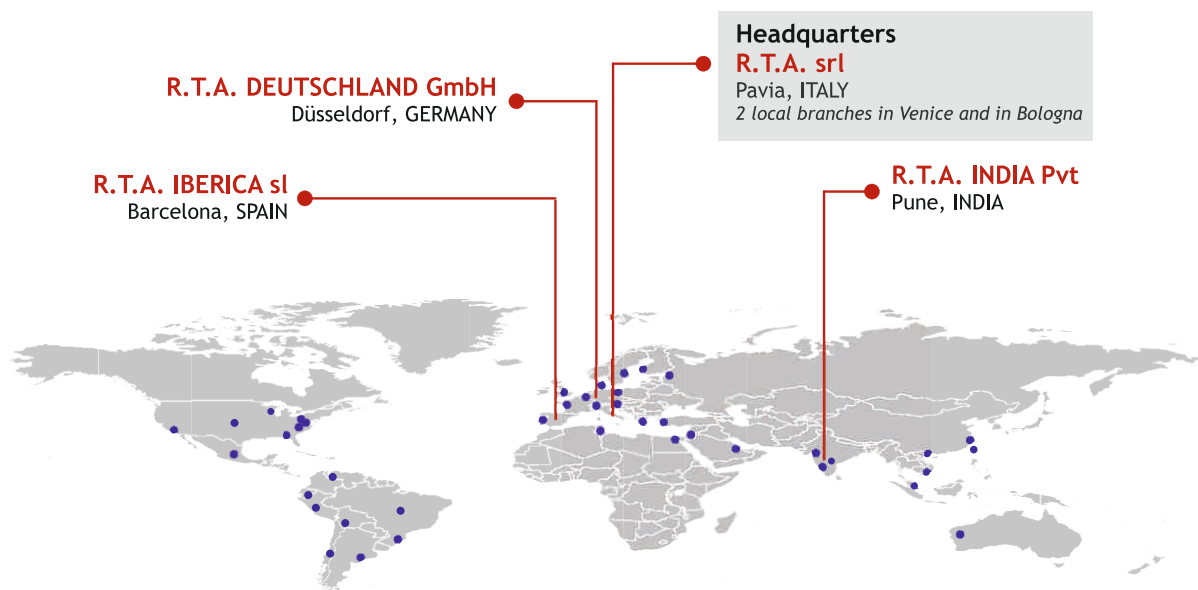 Headquarters
R.T.A. srl
Pavia, ITALY
2 local branches in Venice and in Bologna
R.T.A. DEUTSCHLAND GmbH
Düsseldorf, GERMANY
R.T.A. IBERICA sl
Barcelona, SPAIN
R.T.A. INDIA Pvt
Pune, INDIA